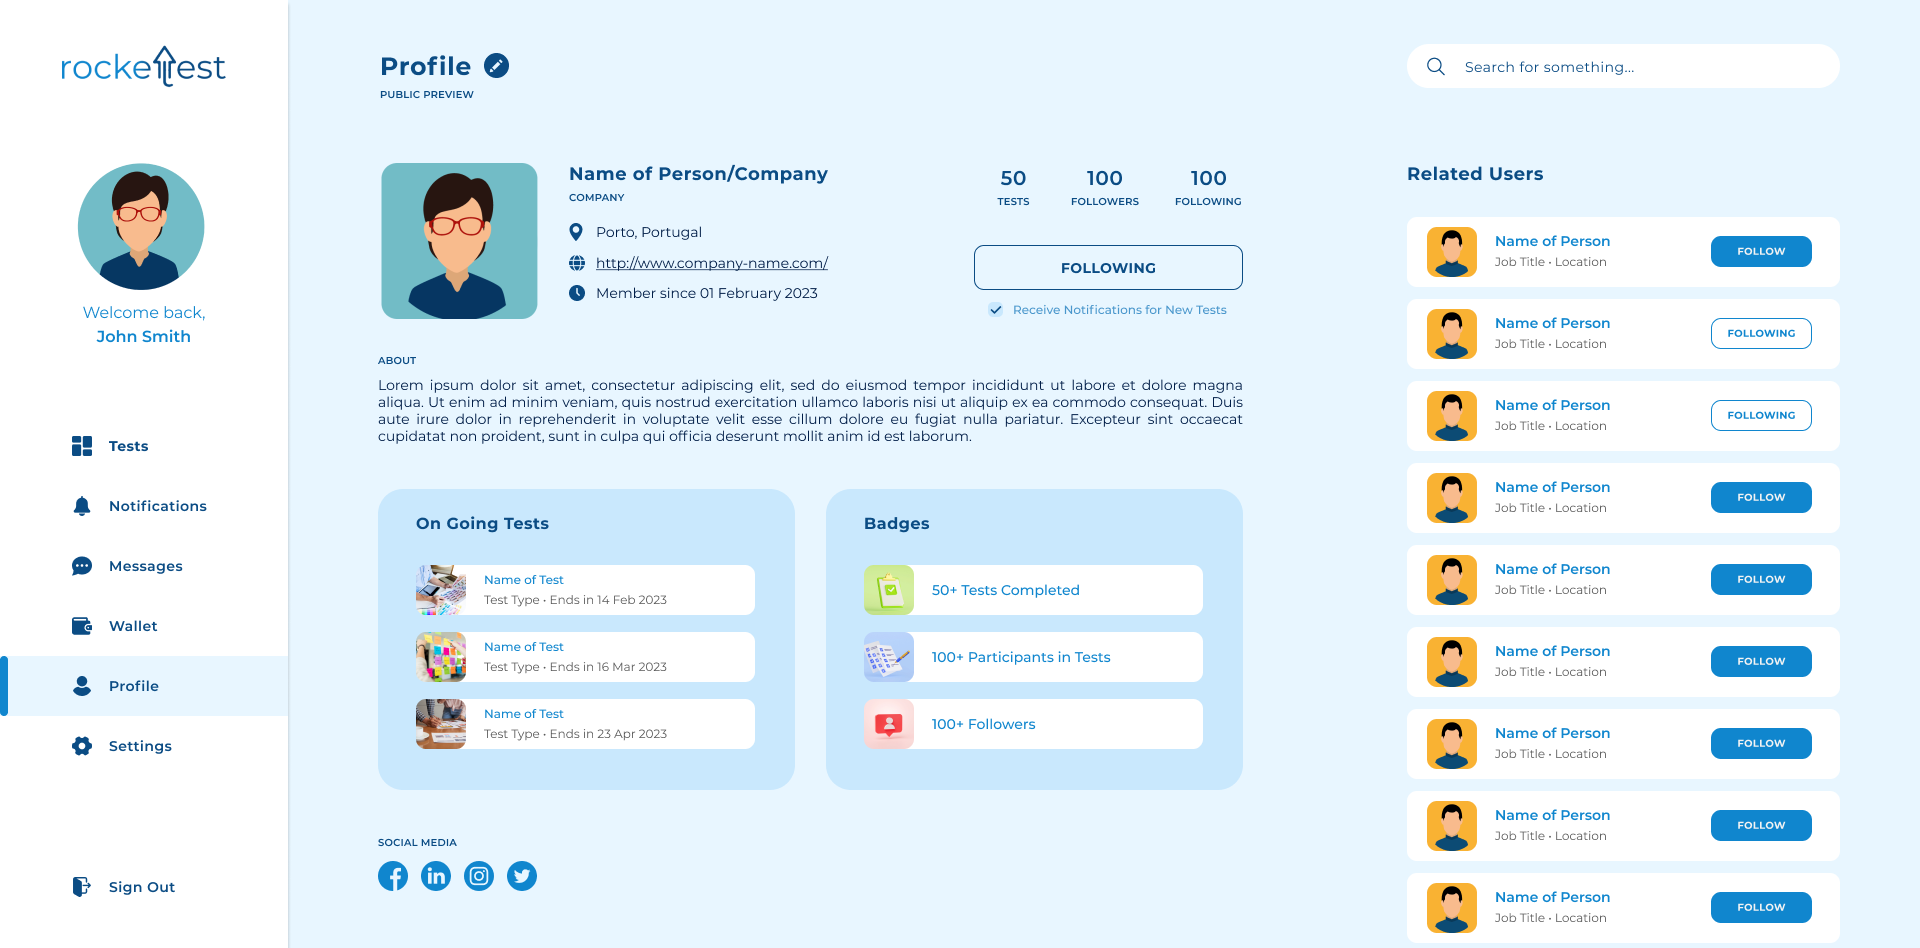 rockettest
Welcome back,
John Smith
Tests
Notifications
Messages
Wallet
Profile
Settings
Sign Out
Profile
PUBLIC PREVIEW
Search for something...
Name of Person/Company
COMPANY
Porto, Portugal
http://www.company-name.com/
Member since 01 February 2023
50
TESTS
100
FOLLOWERS
100
FOLLOWING
FOLLOWING
Receive Notifications for New Tests
ABOUT
Lorem ipsum dolor sit amet, consectetur adipiscing elit, sed do eiusmod tempor incididunt ut labore et dolore magna
aliqua. Ut enim ad minim veniam, quis nostrud exercitation ullamco laboris nisi ut aliquip ex ea commodo consequat. Duis
aute irure dolor in reprehenderit in voluptate velit esse cillum dolore eu fugiat nulla pariatur. Excepteur sint occaecat
cupidatat non proident, sunt in culpa qui officia deserunt mollit anim id est laborum.
On Going Tests
Name of Test
Test Type • Ends in 14 Feb 2023
Name of Test
Test Type • Ends in 16 Mar 2023
Name of Test
Test Type • Ends in 23 Apr 2023
Badges
50+ Tests Completed
100+ Participants in Tests
100+ Followers
SOCIAL MEDIA
Related Users
Name of Person
Job Title • Location
FOLLOW
Name of Person
Job Title • Location
FOLLOWING
Name of Person
Job Title • Location
FOLLOWING
Name of Person
Job Title • Location
FOLLOW
Name of Person
Job Title • Location
FOLLOW
Name of Person
Job Title • Location
FOLLOW
Name of Person
Job Title • Location
FOLLOW
Name of Person
Job Title • Location
FOLLOW
Name of Person
Job Title • Location
FOLLOW